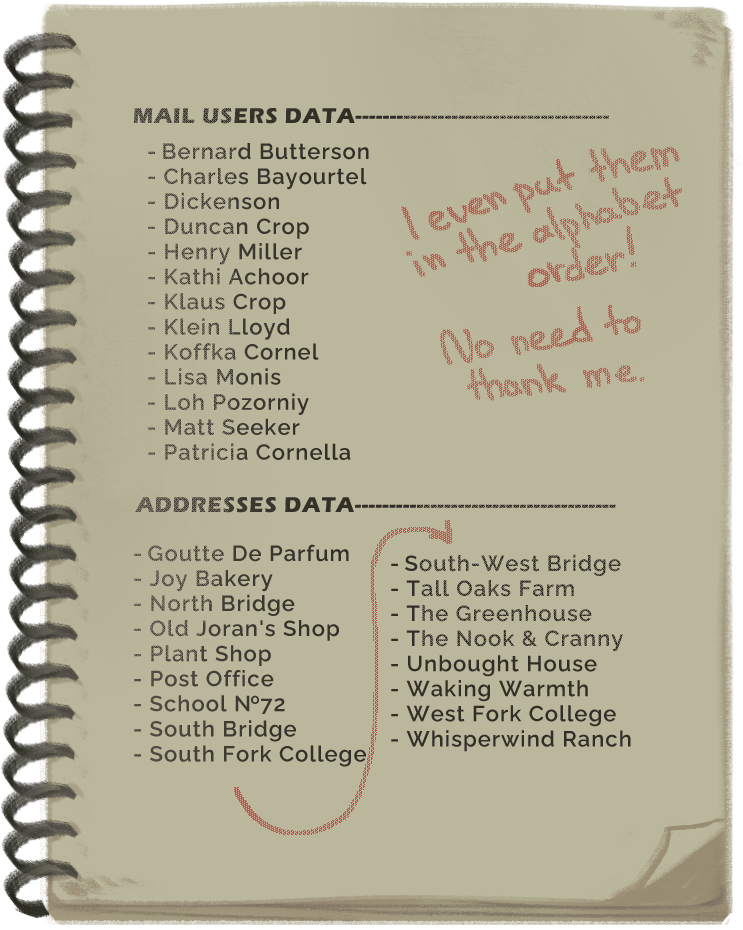 MAIL USERS DATA--------------------------------------
- Bernard Butterson
- Charles Bayourtel
- Dickenson
- Duncan Crop
- Henry Miller
- Kathi Achoor
- Klaus Crop
- Klein Lloyd
- Koffka Cornel
- Lisa Monis
- Loh Pozorniy
- Matt Seeker
- Patricia Cornella
I even put them
in the alphabet
order!
No need to
thank me.
ADDRESSES DATA--------------------------------------
- Goutte De Parfum
- Joy Bakery
- North Bridge
- Old Joran's Shop
- Plant Shop
- Post Office
- School Nº72
- South Bridge
- South Fork College
- South-West Bridge
- Tall Oaks Farm
- The Greenhouse
- The Nook & Cranny
- Unbought House
- Waking Warmth
- West Fork College
- Whisperwind Ranch